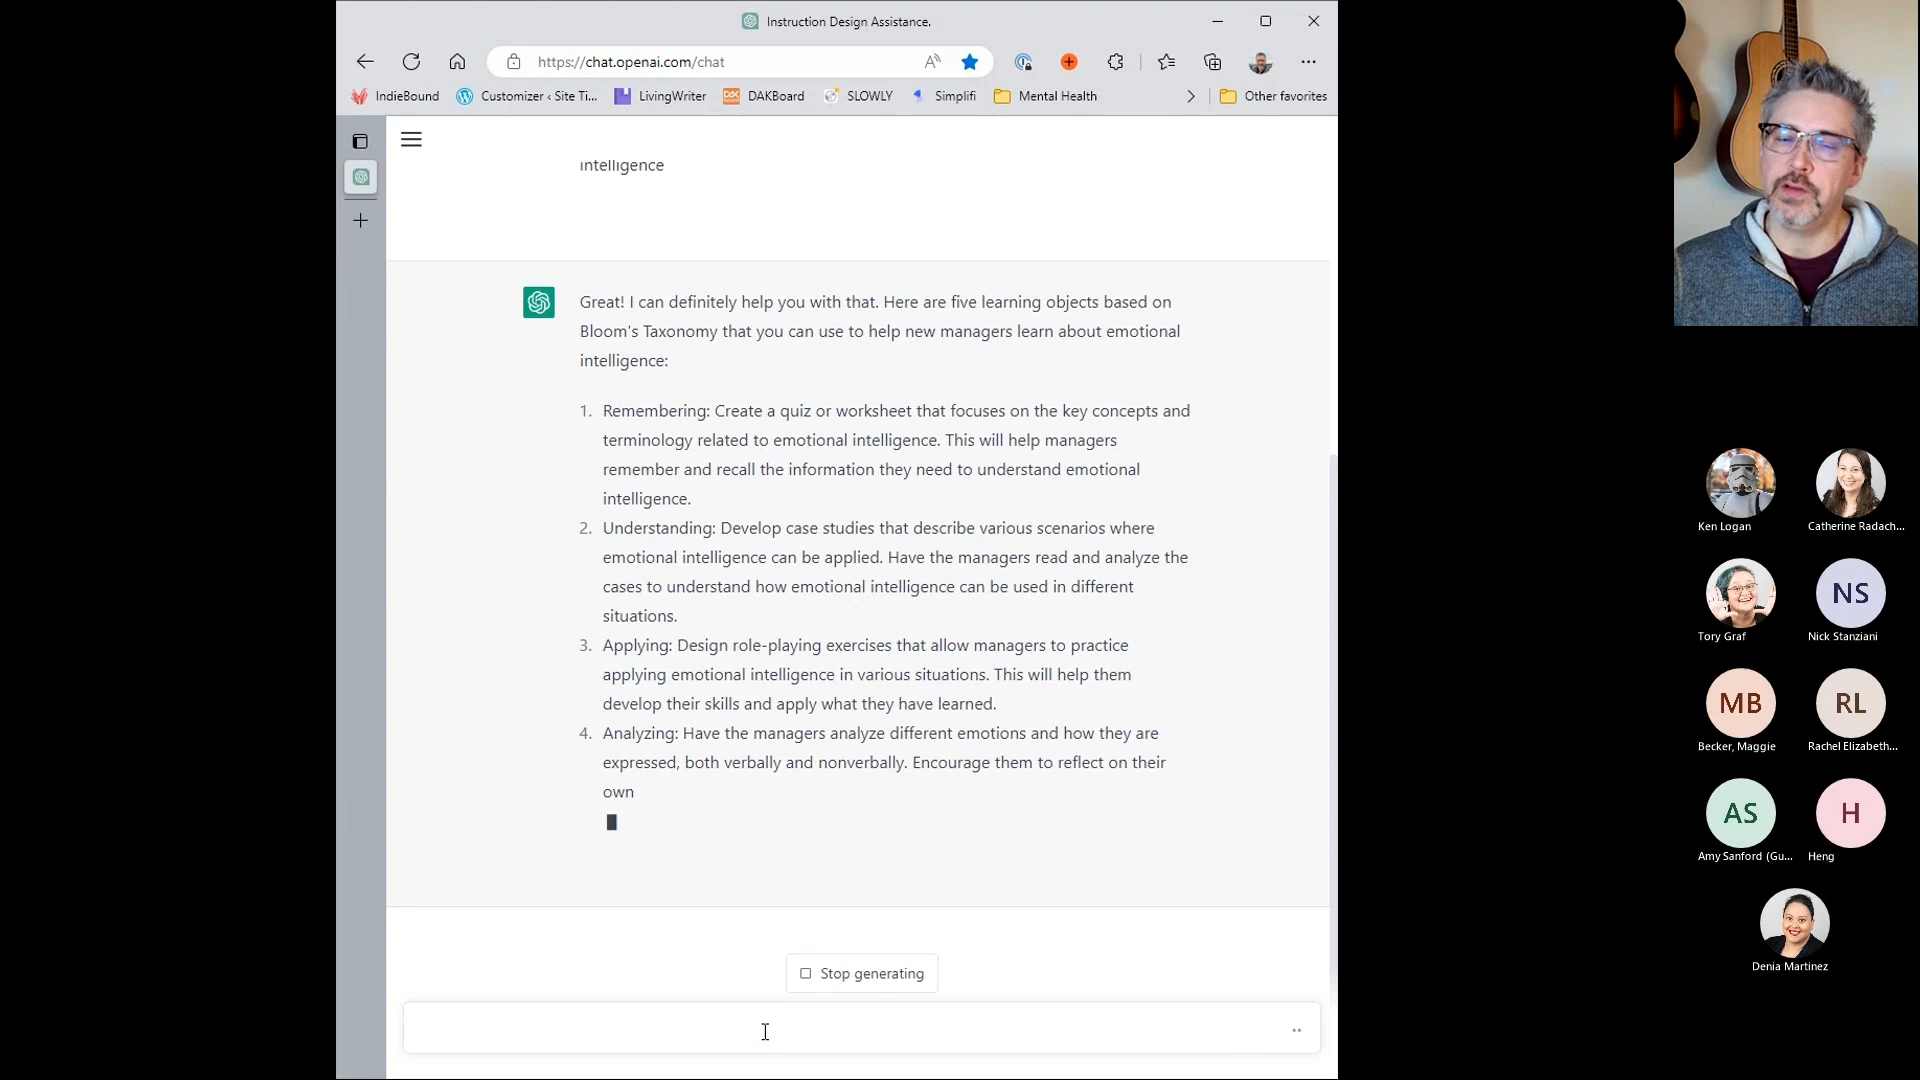 Instruction Design Assistance.
https://chat.openai.com/chat
IndieBound
Customizer ‹ Site Ti...
LivingWriter
DAKBoard
SLOWLY
Simplifi
Mental Health
Other favorites
intelligence
Great! I can definitely help you with that. Here are five learning objects based on
Bloom's Taxonomy that you can use to help new managers learn about emotional
intelligence:
1. Remembering: Create a quiz or worksheet that focuses on the key concepts and
terminology related to emotional intelligence. This will help managers
remember and recall the information they need to understand emotional
intelligence.
2. Understanding: Develop case studies that describe various scenarios where
emotional intelligence can be applied. Have the managers read and analyze the
cases to understand how emotional intelligence can be used in different
situations.
3. Applying: Design role-playing exercises that allow managers to practice
applying emotional intelligence in various situations. This will help them
develop their skills and apply what they have learned.
4. Analyzing: Have the managers analyze different emotions and how they are
expressed, both verbally and nonverbally. Encourage them to reflect on their
own
Stop generating
Ken Logan
Catherine Radach...
Tory Graf
NS
Nick Stanziani
MB
Becker, Maggie
RL
Rachel Elizabeth...
AS
Amy Sanford (Gu...
H
Heng
Denia Martinez